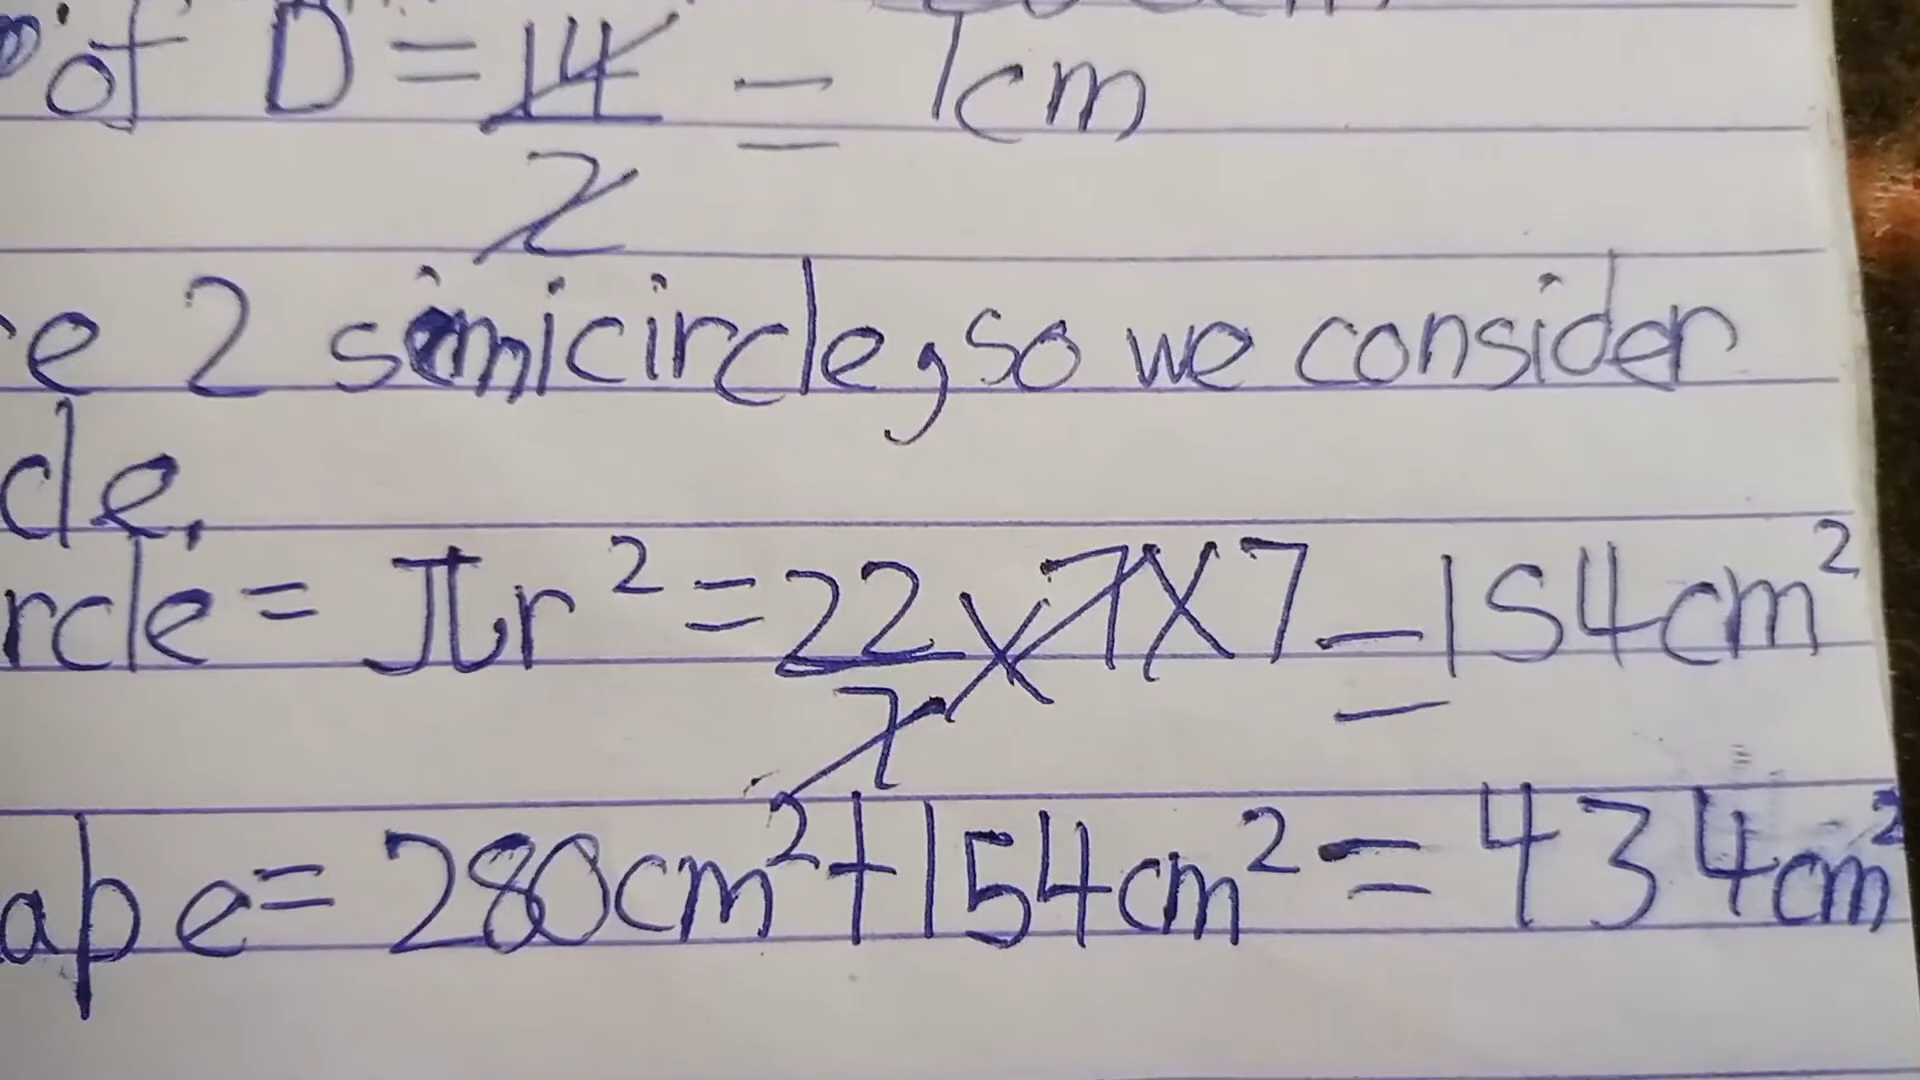 of D = 14/2 = 7cm
e 2 semicircle, so we consider
cle.
rcle = πr² = 22/7 × 7 × 7 = 154cm²
ape = 280cm² + 154cm² = 434cm²